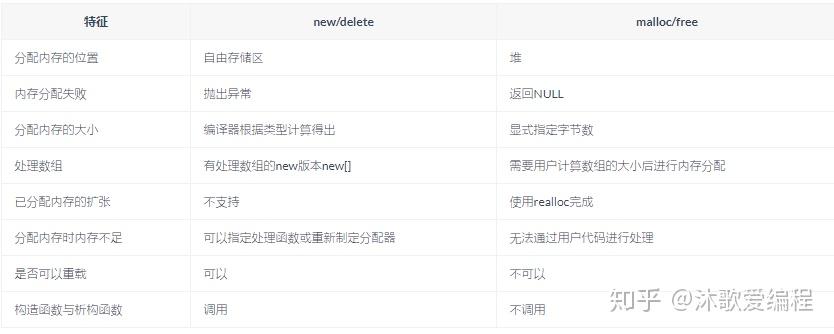 特征 new/delete malloc/free
分配内存的位置 自由存储区 堆
内存分配失败 抛出异常 返回NULL
分配内存的大小 编译器根据类型计算得出 显式指定字节数
处理数组 有处理数组的new版本new[] 需要用户计算数组的大小后进行内存分配
已分配内存的扩张 不支持 使用realloc完成
分配内存时内存不足 可以指定处理函数或重新制定分配器 无法通过用户代码进行处理
是否可以重载 可以 不可以
构造函数与析构函数 调用 不调用
知乎 @沐歌爱编程